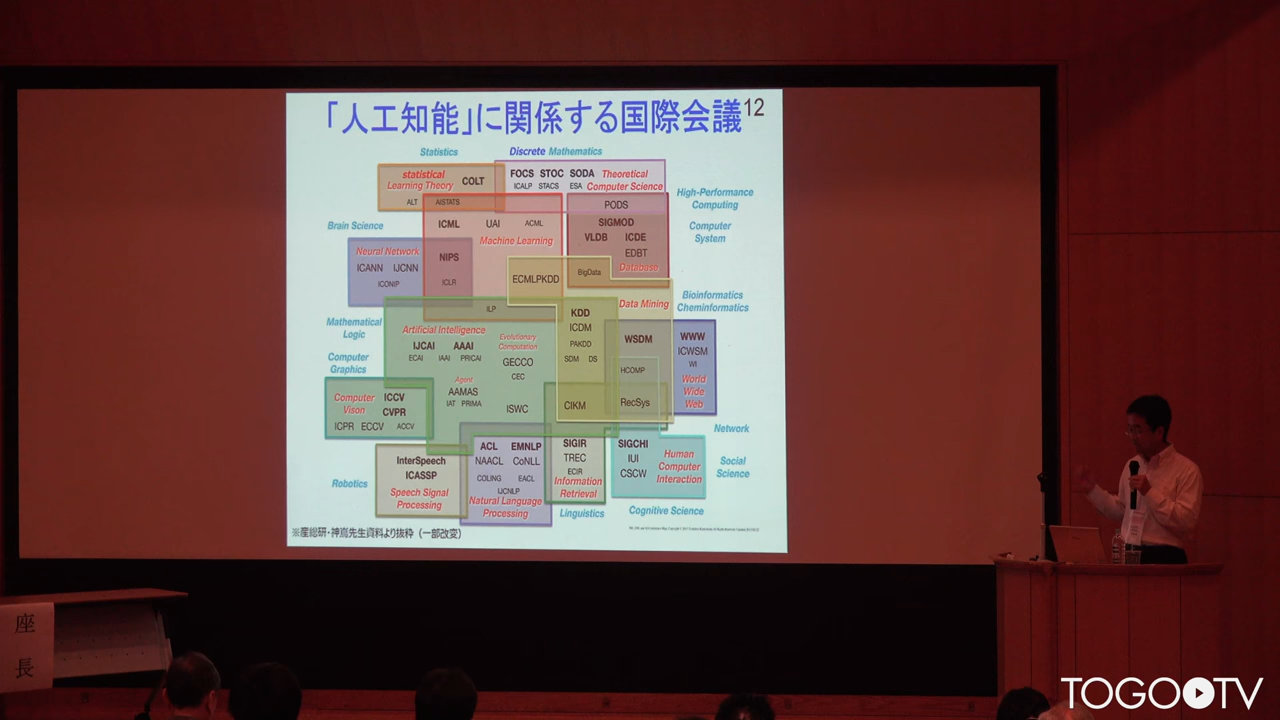 「人工知能」に関係する国際会議
12
Statistics
Discrete Mathematics
statistical
Learning Theory
COLT
ALT
AISTATS
FOCS STOC SODA
Theoretical
Computer Science
ICALP STACS ESA
High-Performance
Computing
PODS
SIGMOD
VLDB ICDE
EDBT
Database
Computer
System
Brain Science
ICML
UAI
ACML
Machine Learning
Neural Network
ICANN IJCNN
ICONIP
NIPS
ICLR
ECMLPKDD
BigData
ILP
Data Mining
Bioinformatics
Cheminformatics
Mathematical
Logic
Computer
Graphics
Artificial Intelligence
IJCAI AAAI
ECAI IAAI PRICAI
Evolutionary
Computation
GECCO
CEC
Agent
AAMAS
IAT PRIMA
ISWC
KDD
ICDM
PAKDD
SDM DS
CIKM
WSDM
HCOMP
RecSys
WWW
ICWSM
WI
World
Wide
Web
Computer
Vison
ICCV
CVPR
ICPR ECCV ACCV
Network
InterSpeech
ICASSP
Speech Signal
Processing
ACL EMNLP
NAACL CoNLL
COLING EACL
IJCNLP
Natural Language
Processing
SIGIR
TREC
ECIR
Information
Retrieval
SIGCHI
IUI
CSCW
Human
Computer
Interaction
Social
Science
Robotics
Linguistics
Cognitive Science
※産総研・神嶌先生資料より抜粋（一部改変）
座
長
TOGOTV